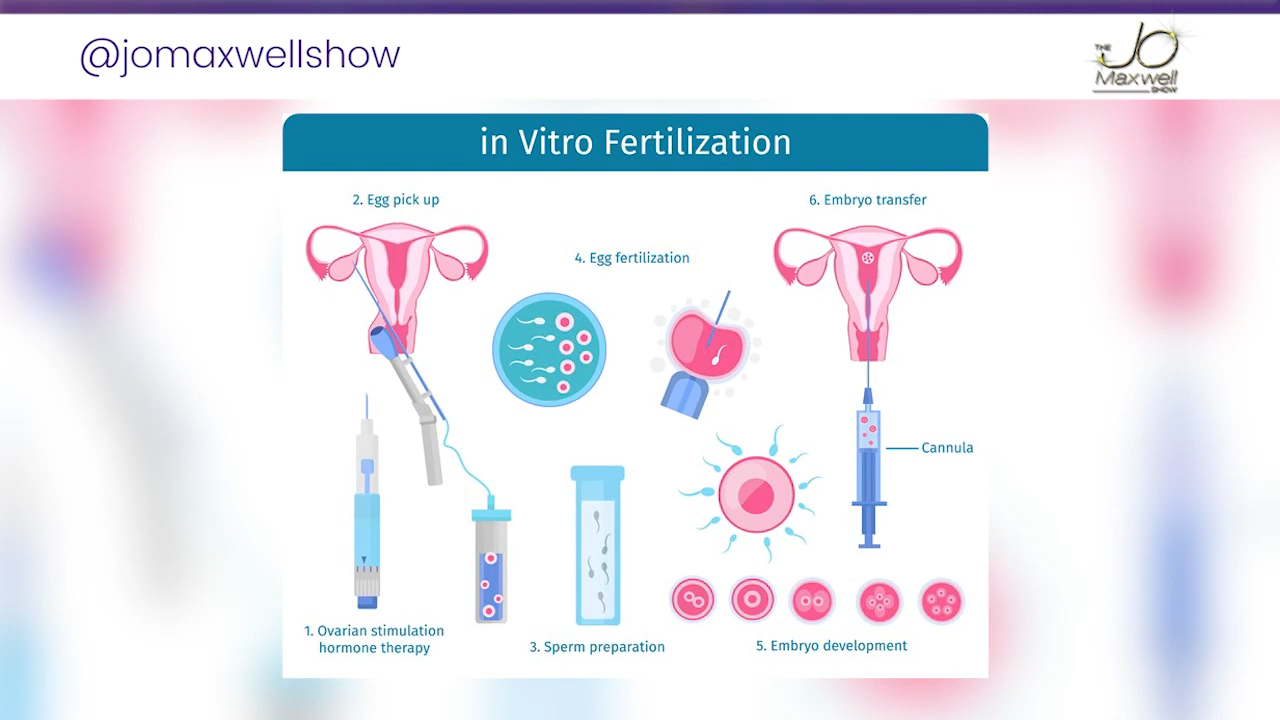 @jomaxwellshow
THE
Jo
Maxwell
SHOW
in Vitro Fertilization
2. Egg pick up
6. Embryo transfer
4. Egg fertilization
Cannula
1. Ovarian stimulation
hormone therapy
3. Sperm preparation
5. Embryo development